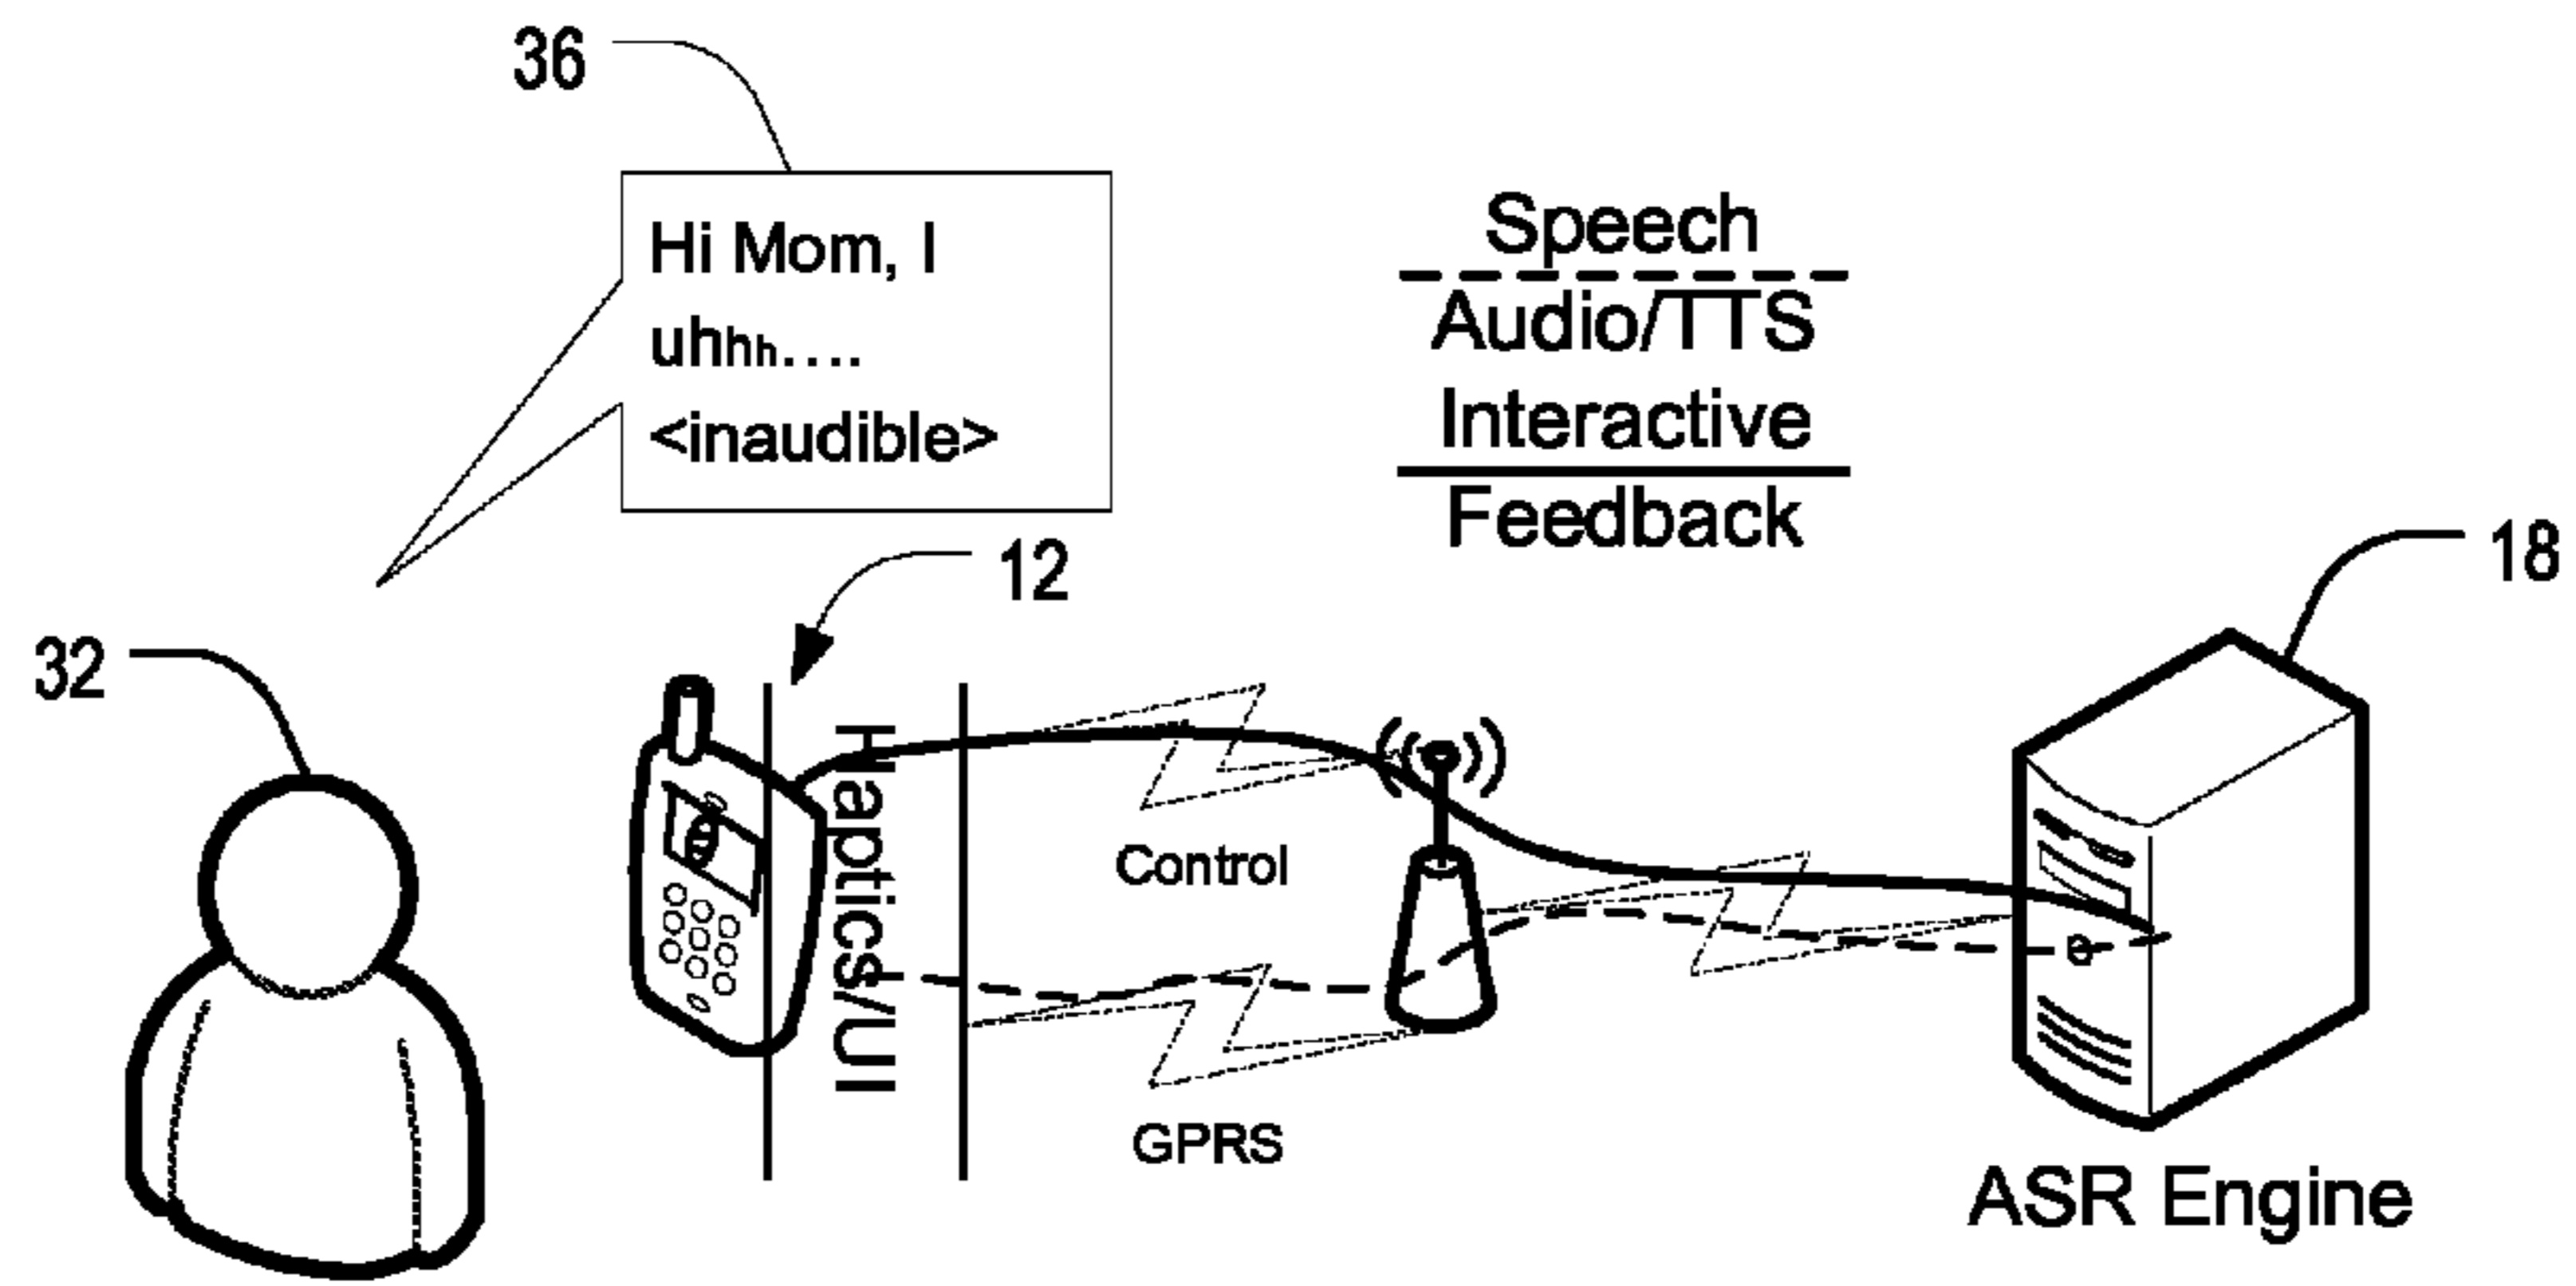 36
Hi Mom, I
uhhh....
<inaudible>
Speech
Audio/TTS
Interactive
Feedback
12
18
32
Haptics/UI
Control
GPRS
ASR Engine